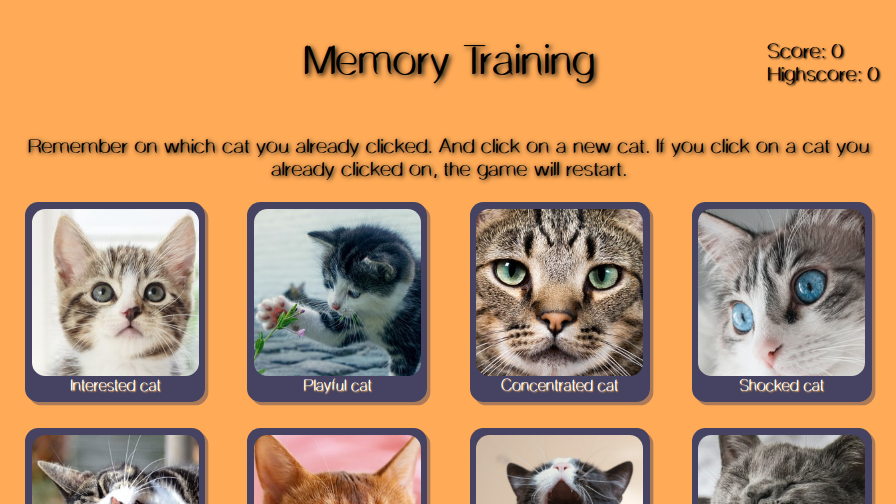 Memory Training
Score: 0
Highscore: 0
Remember on which cat you already clicked. And click on a new cat. If you click on a cat you
already clicked on, the game will restart.
Interested cat
Playful cat
Concentrated cat
Shocked cat